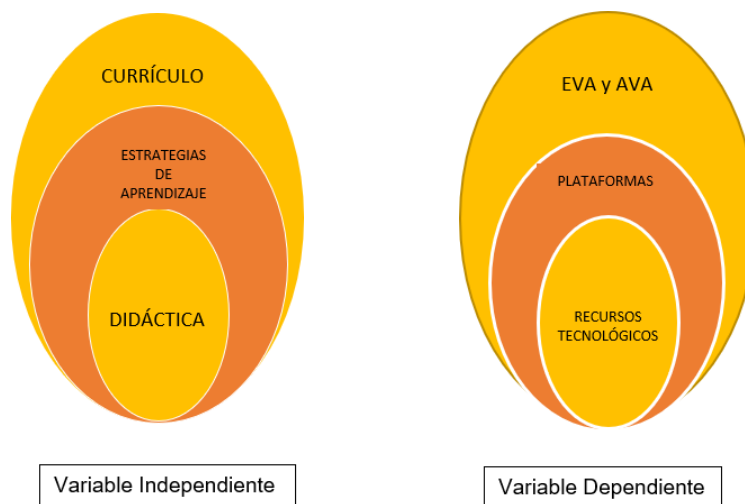 CURRÍCULO
ESTRATEGIAS
DE
APRENDIZAJE
DIDÁCTICA
Variable Independiente
EVA y AVA
PLATAFORMAS
RECURSOS
TECNOLÓGICOS
Variable Dependiente